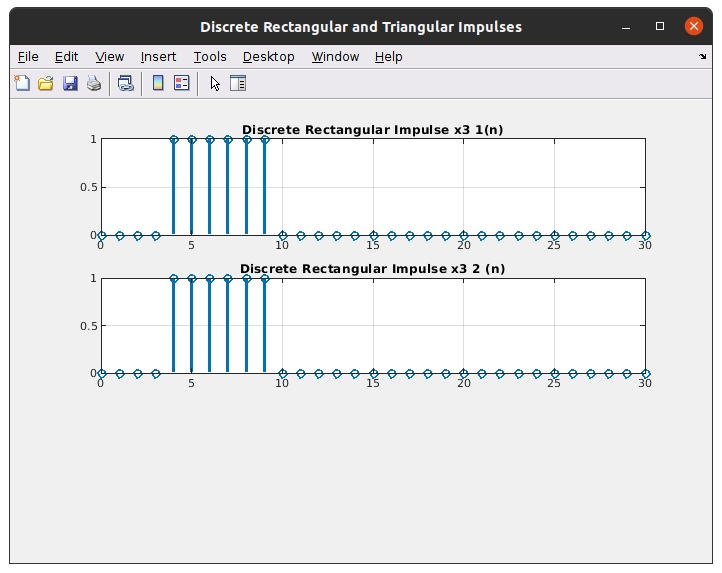 Discrete Rectangular and Triangular Impulses
File Edit View Insert Tools Desktop Window Help
Discrete Rectangular Impulse x3 1(n)
1
0.5
0
0 5 10 15 20 25 30
Discrete Rectangular Impulse x3 2 (n)
1
0.5
0
0 5 10 15 20 25 30